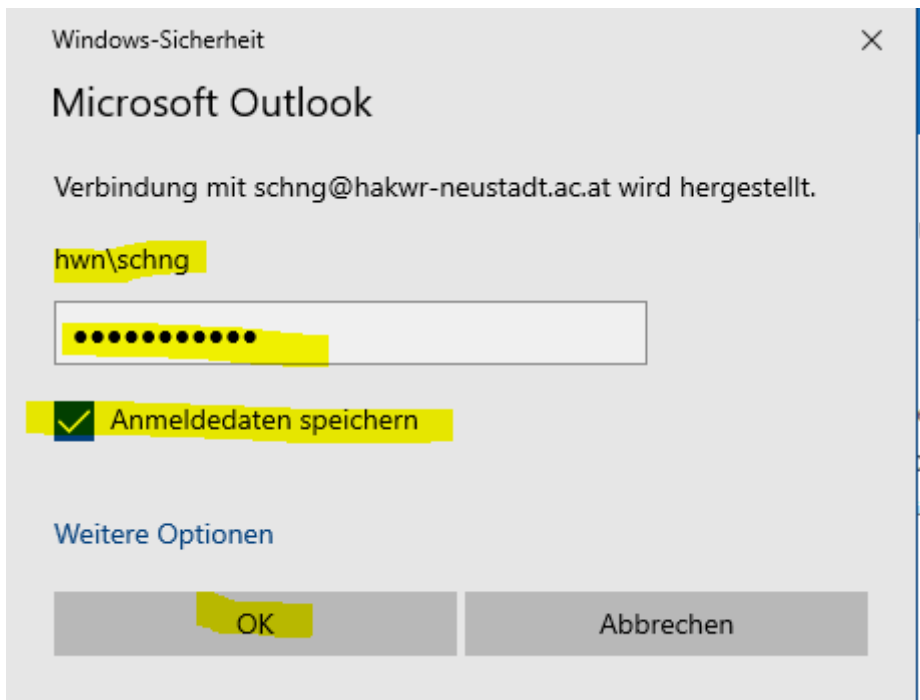 Windows-Sicherheit
Microsoft Outlook
Verbindung mit schng@hakwr-neustadt.ac.at wird hergestellt.
hwn\schng
●●●●●●●●●●●
Anmeldedaten speichern
Weitere Optionen
OK
Abbrechen